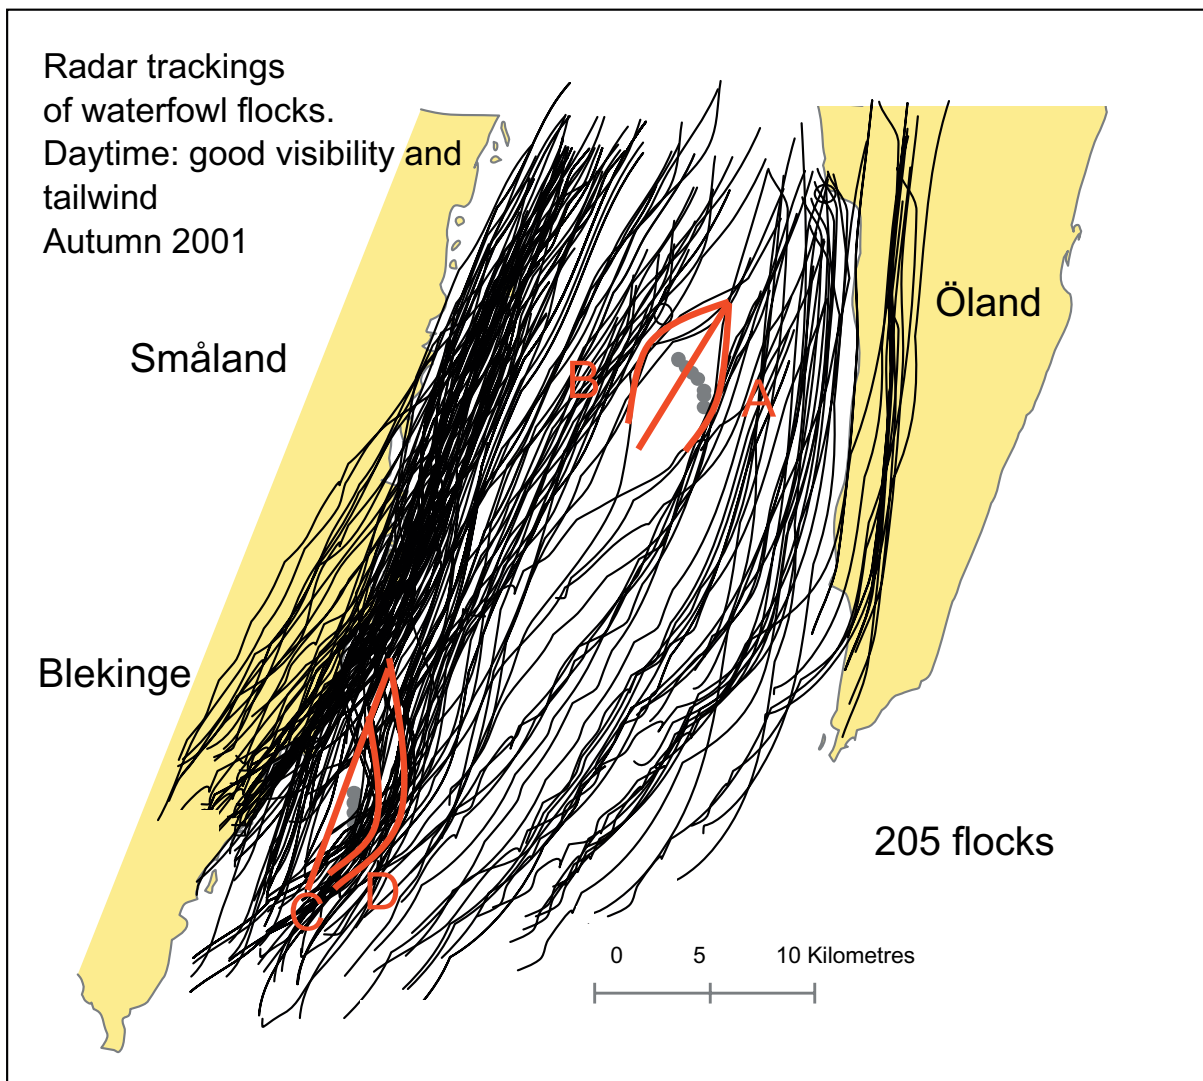 Radar trackings
of waterfowl flocks.
Daytime: good visibility and
tailwind
Autumn 2001
Öland
Småland
B
A
Blekinge
205 flocks
D
C
0 5 10 Kilometres